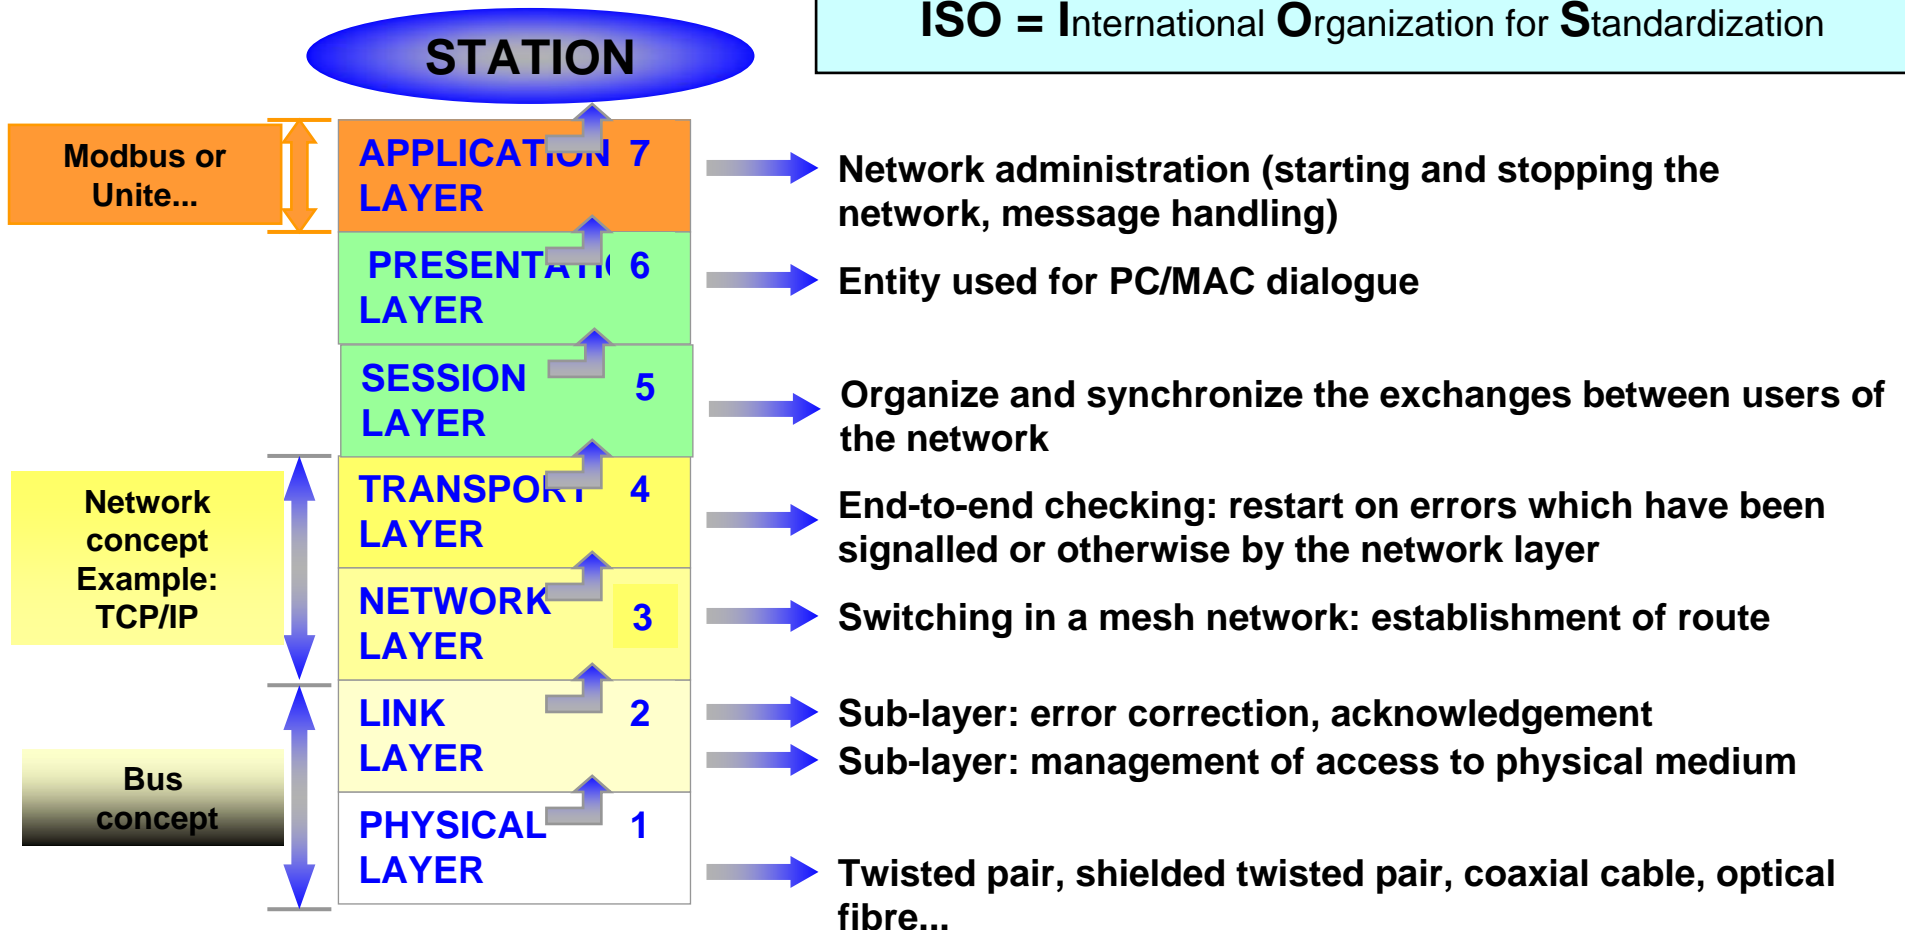 ISO = International Organization for Standardization
STATION
Modbus or
Unite...
APPLICATION 7
LAYER
Network administration (starting and stopping the
network, message handling)
PRESENTATI 6
LAYER
Entity used for PC/MAC dialogue
SESSION 5
LAYER
Organize and synchronize the exchanges between users of
the network
Network
concept
Example:
TCP/IP
TRANSPORT 4
LAYER
End-to-end checking: restart on errors which have been
signalled or otherwise by the network layer
NETWORK 3
LAYER
Switching in a mesh network: establishment of route
Bus
concept
LINK 2
LAYER
Sub-layer: error correction, acknowledgement
Sub-layer: management of access to physical medium
PHYSICAL 1
LAYER
Twisted pair, shielded twisted pair, coaxial cable, optical
fibre...